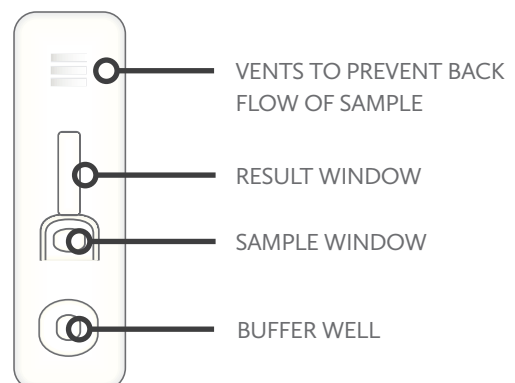 VENTS TO PREVENT BACK
FLOW OF SAMPLE
RESULT WINDOW
SAMPLE WINDOW
BUFFER WELL